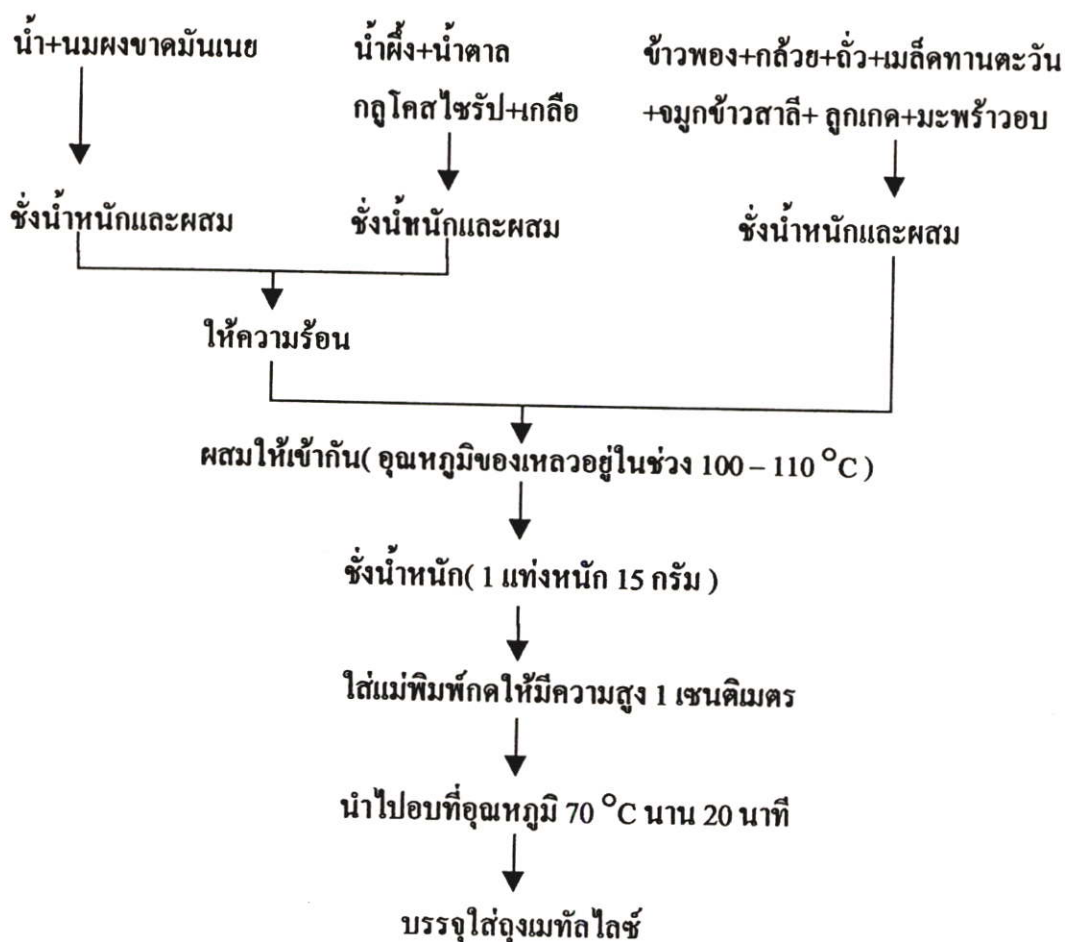 น้ำ+นมผงขาดมันเนย
น้ำผึ้ง+น้ำตาล
กลูโคสไซรัป+เกลือ
ข้าวพอง+กล้วย+ถั่ว+เมล็ดทานตะวัน
+จมูกข้าวสาลี+ ลูกเกด+มะพร้าวอบ
ชั่งน้ำหนักและผสม
ชั่งน้ำหนักและผสม
ชั่งน้ำหนักและผสม
ให้ความร้อน
ผสมให้เข้ากัน( อุณหภูมิของเหลวอยู่ในช่วง 100 – 110 °C )
ชั่งน้ำหนัก( 1 แท่งหนัก 15 กรัม )
ใส่แม่พิมพ์กดให้มีความสูง 1 เซนติเมตร
นำไปอบที่อุณหภูมิ 70 °C นาน 20 นาที
บรรจุใส่ถุงเมทัลไลซ์